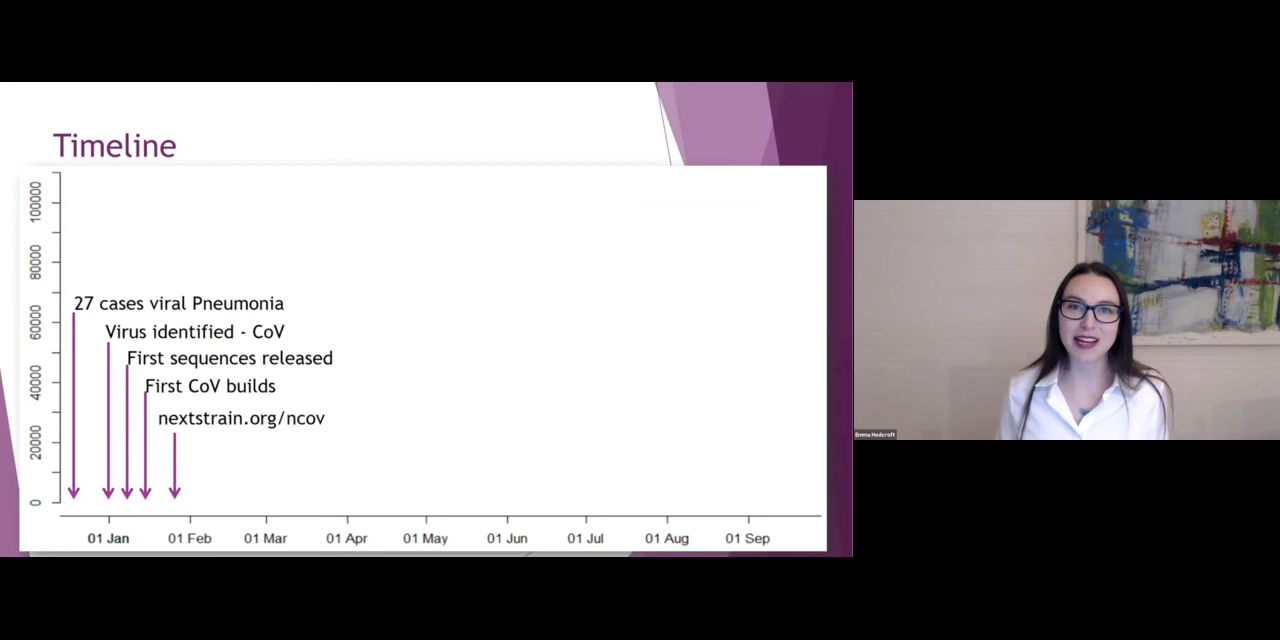 Timeline
100000
80000
60000
40000
20000
0
27 cases viral Pneumonia
Virus identified - CoV
First sequences released
First CoV builds
nextstrain.org/ncov
01 Jan
01 Feb
01 Mar
01 Apr
01 May
01 Jun
01 Jul
01 Aug
01 Sep
Emma Hodcroft